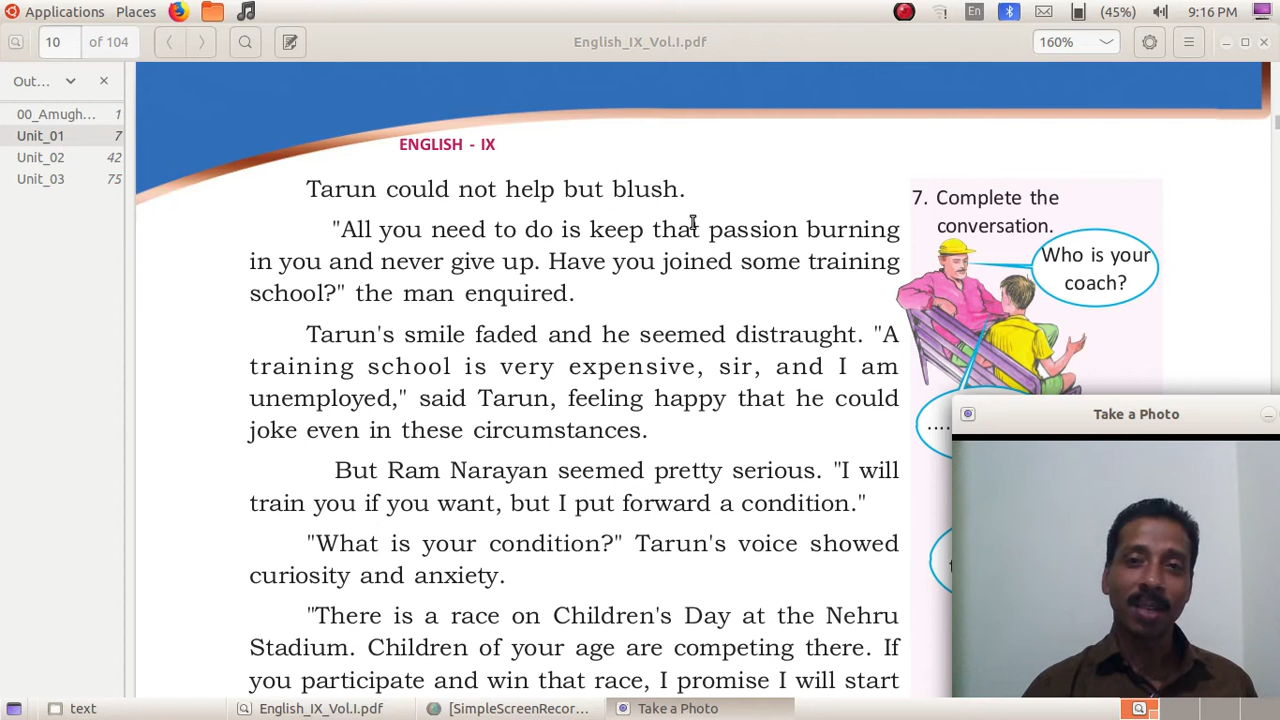 Applications Places En (45%) 9:16 PM
10 of 104 English_IX_Vol.I.pdf 160%
Out...
00_Amugh... 1
Unit_01 7
Unit_02 42
Unit_03 75
ENGLISH - IX
Tarun could not help but blush.
"All you need to do is keep that passion burning
in you and never give up. Have you joined some training
school?" the man enquired.
Tarun's smile faded and he seemed distraught. "A
training school is very expensive, sir, and I am
unemployed," said Tarun, feeling happy that he could
joke even in these circumstances.
But Ram Narayan seemed pretty serious. "I will
train you if you want, but I put forward a condition."
"What is your condition?" Tarun's voice showed
curiosity and anxiety.
"There is a race on Children's Day at the Nehru
Stadium. Children of your age are competing there. If
you participate and win that race, I promise I will start
7. Complete the
conversation.
Who is your
coach?
....
Take a Photo
text English_IX_Vol.I.pdf [SimpleScreenRecor... Take a Photo